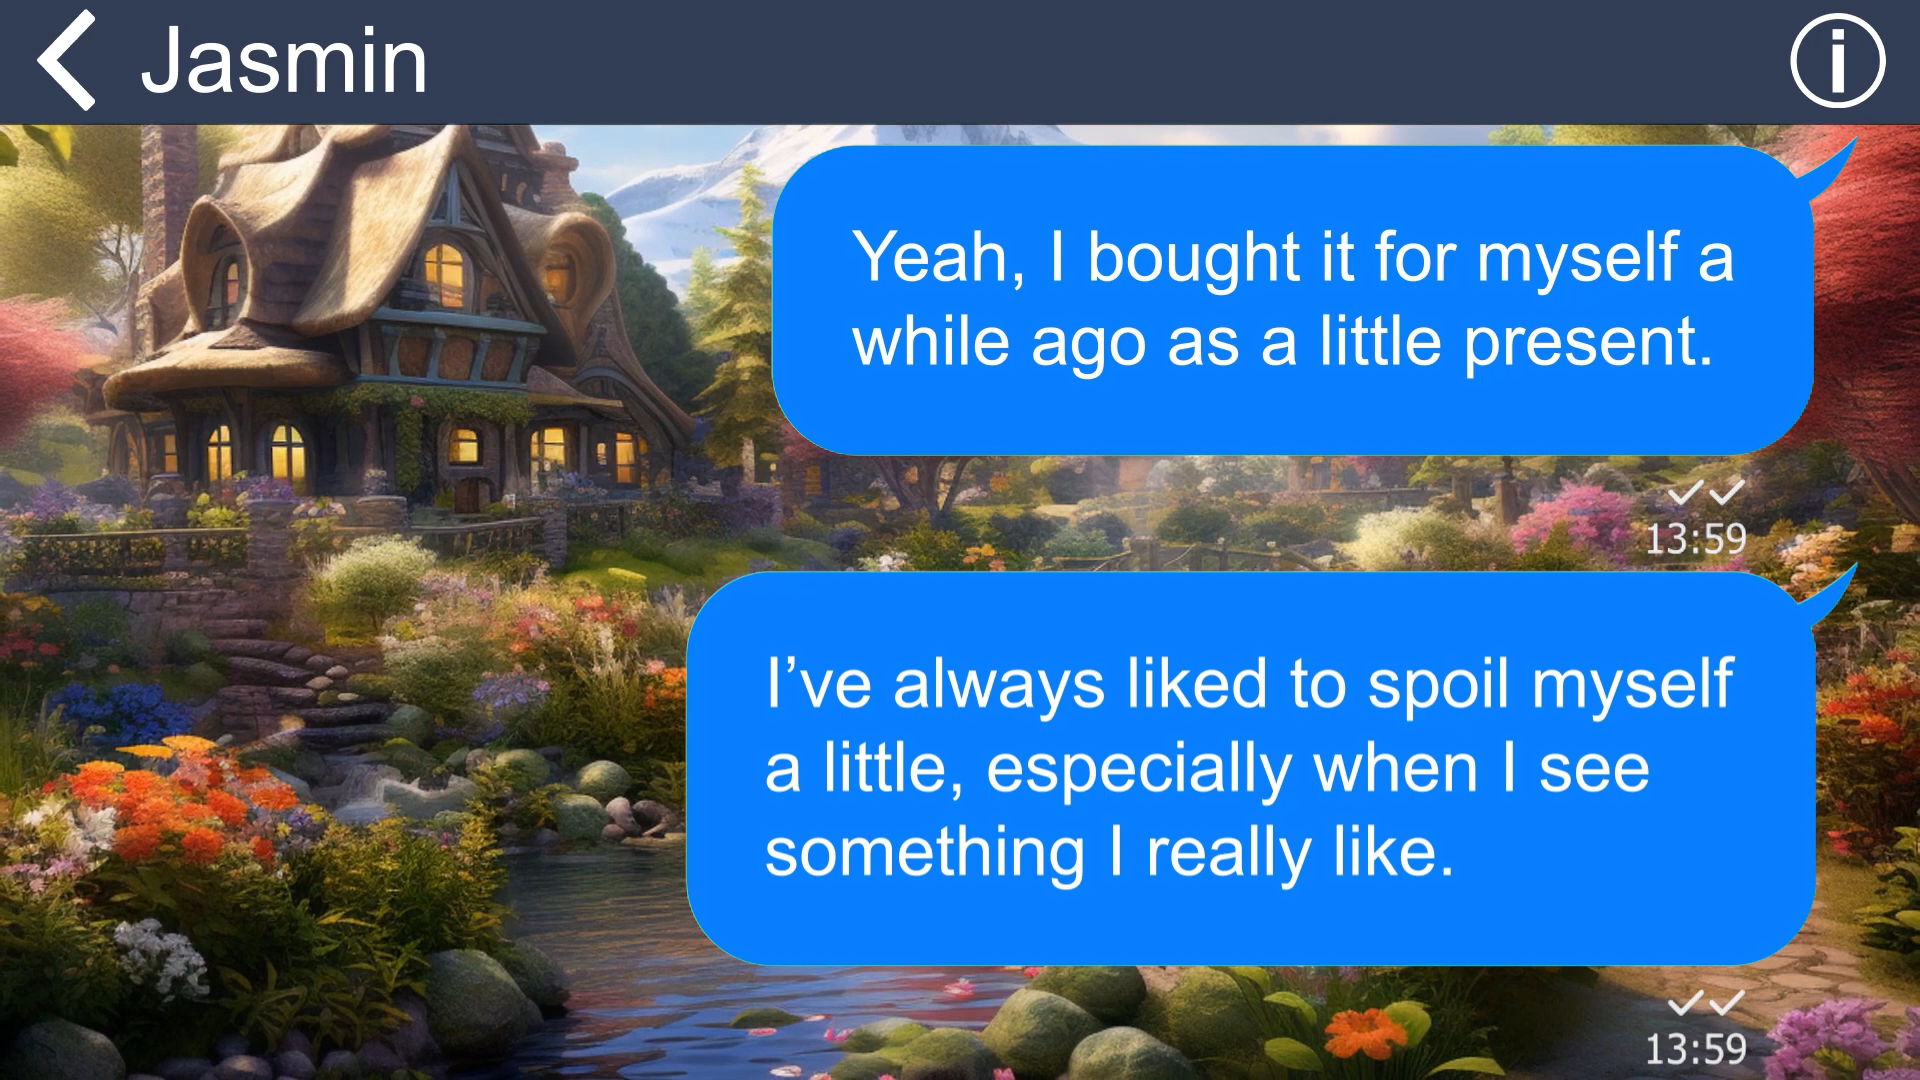 Jasmin
Yeah, I bought it for myself a
while ago as a little present.
13:59
I’ve always liked to spoil myself
a little, especially when I see
something I really like.
13:59